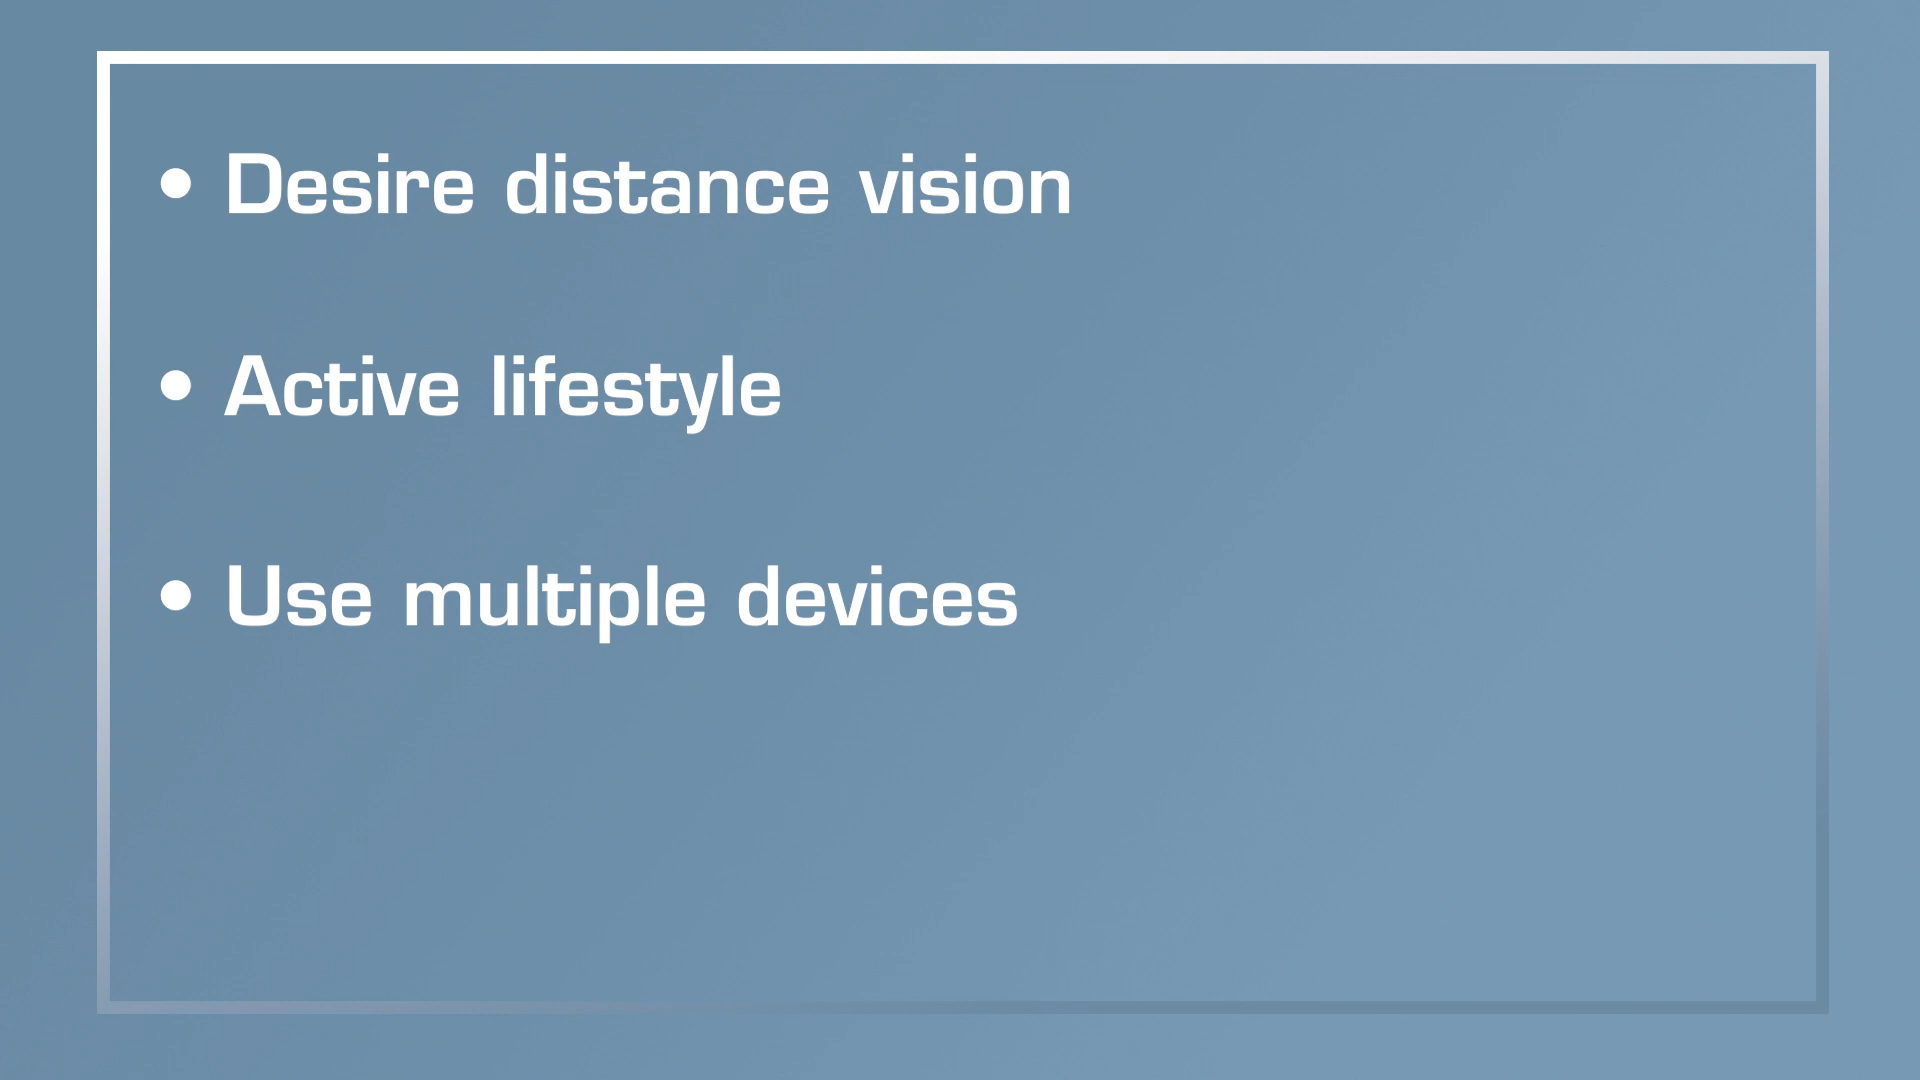 • Desire distance vision
• Active lifestyle
• Use multiple devices